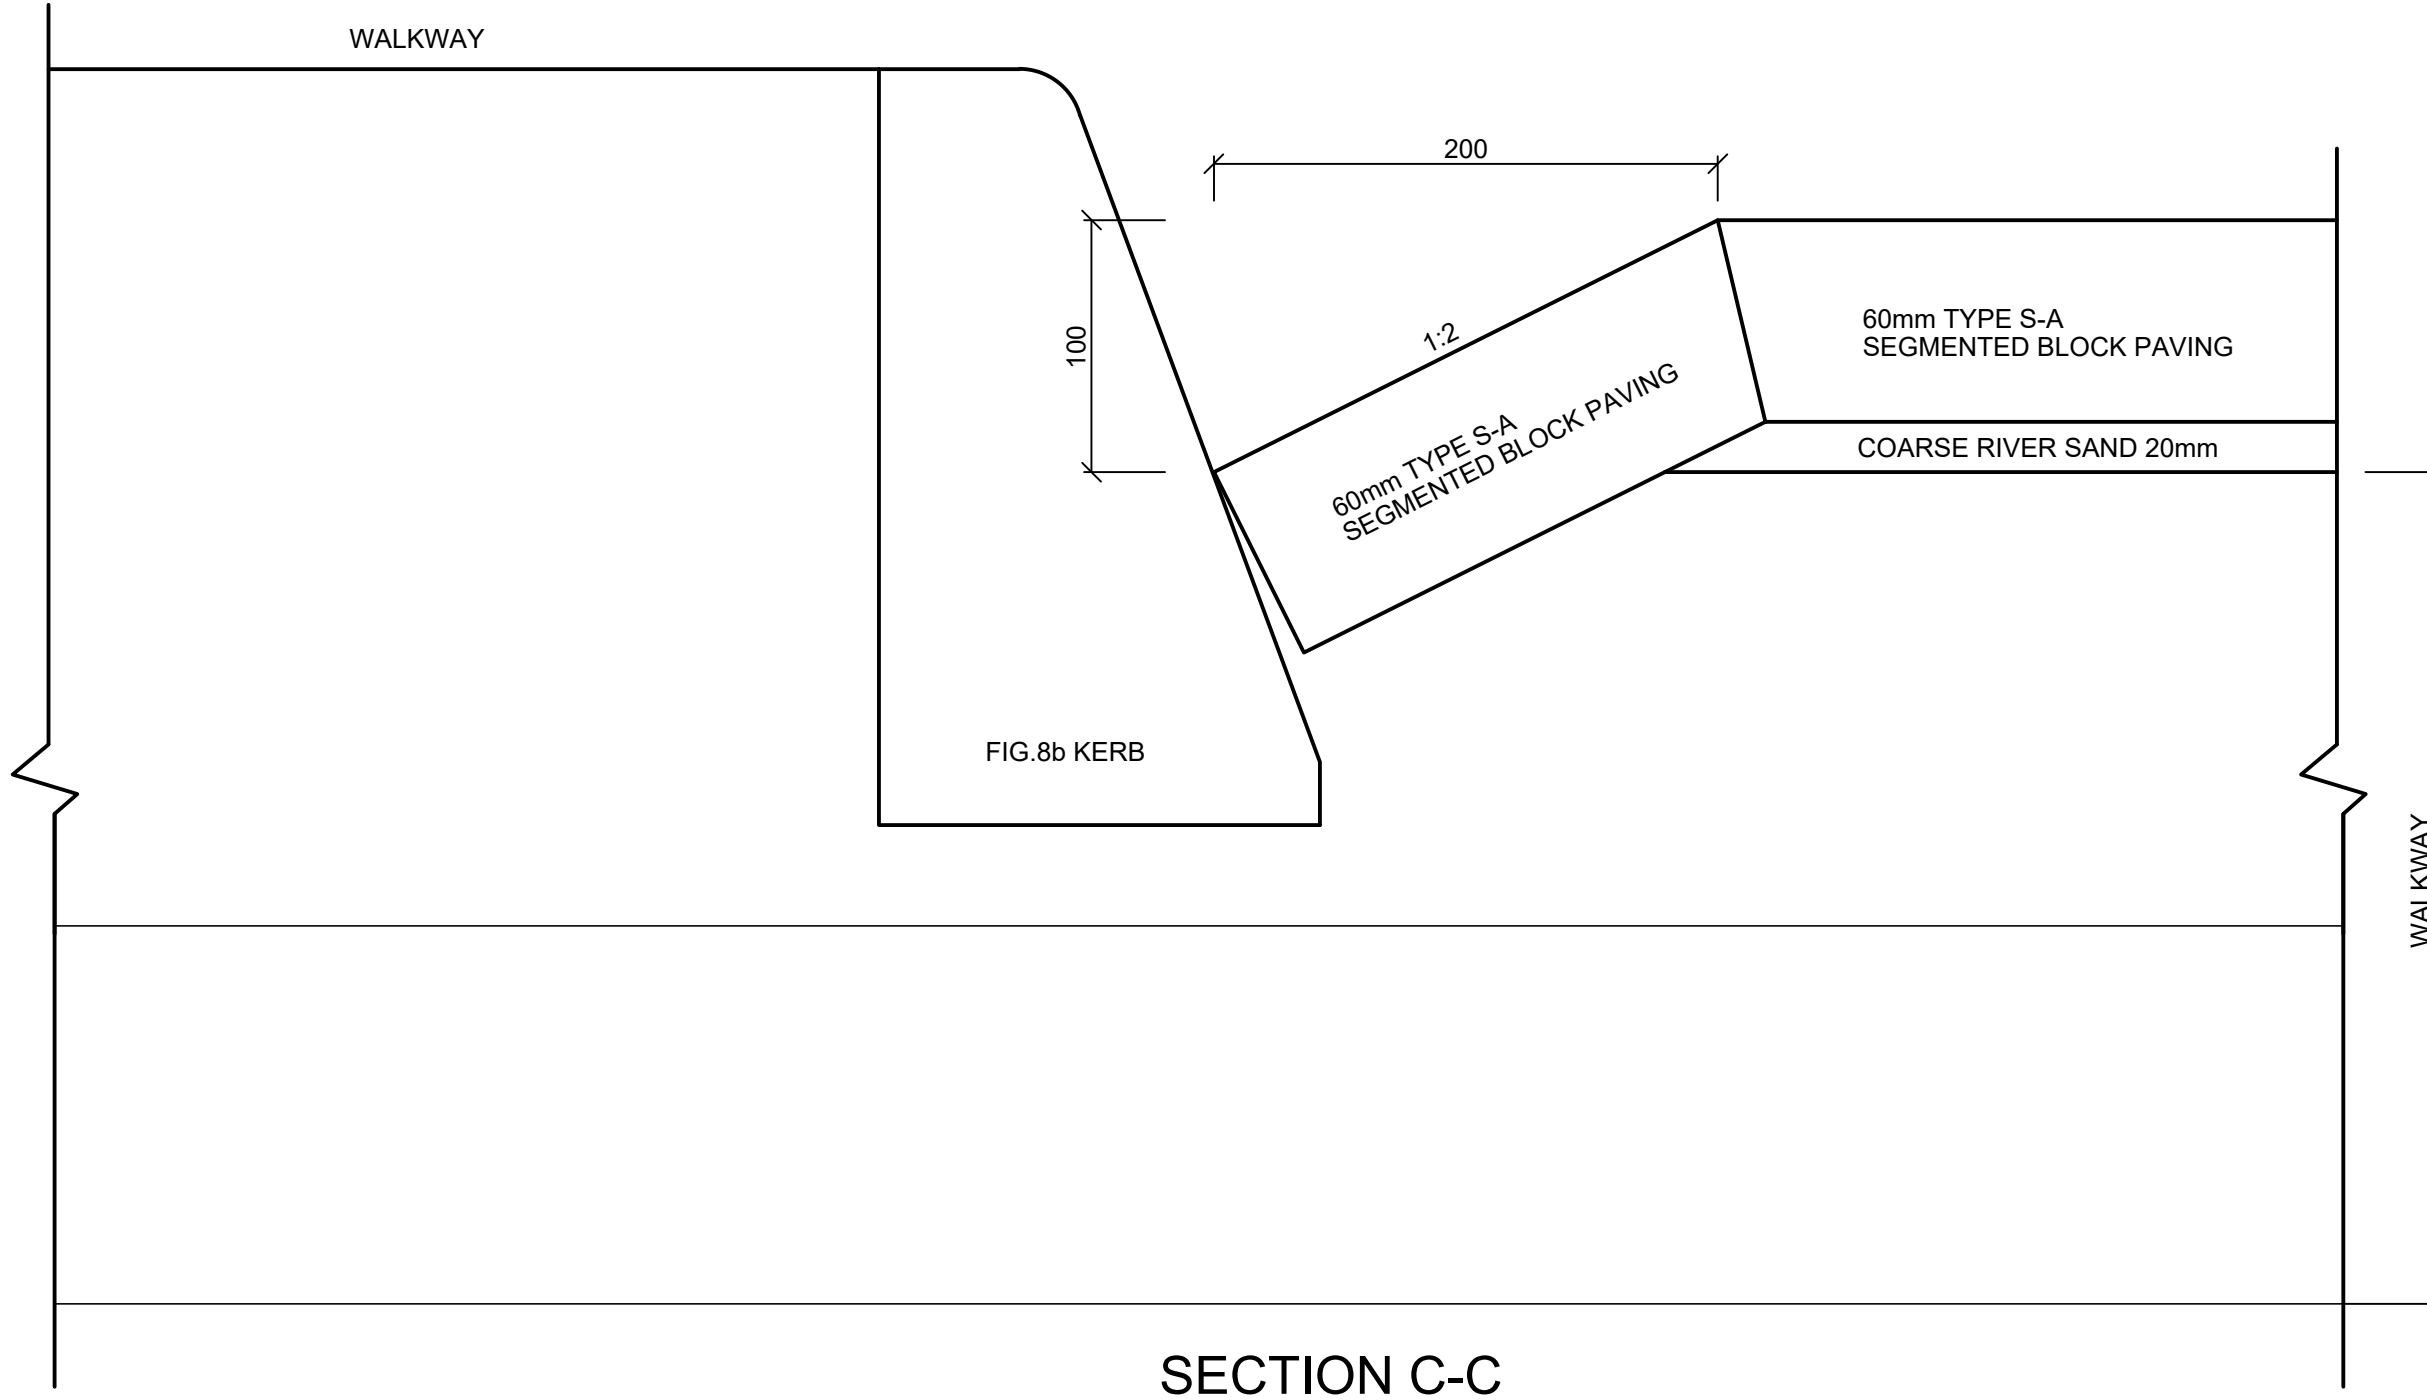 WALKWAY
200
100
1:2
60mm TYPE S-A
SEGMENTED BLOCK PAVING
60mm TYPE S-A
SEGMENTED BLOCK PAVING
COARSE RIVER SAND 20mm
FIG.8b KERB
WALKWAY
SECTION C-C